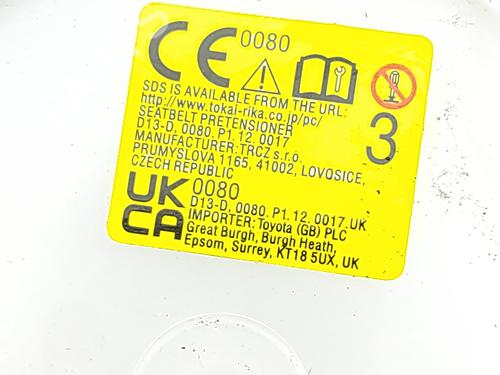 CE 0080
SDS IS AVAILABLE FROM THE URL:
http://www.tokai-rika.co.jp/pc/
SEATBELT PRETENSIONER
D13-D. 0080. P1. 12. 0017
MANUFACTURER: TRCZ s.r.o.
PRUMYSLOVA 1165, 41002, LOVOSICE,
CZECH REPUBLIC
3
UK
CA
0080
D13-D. 0080. P1. 12. 0017. UK
IMPORTER: Toyota (GB) PLC
Great Burgh, Burgh Heath,
Epsom, Surrey, KT18 5UX, UK